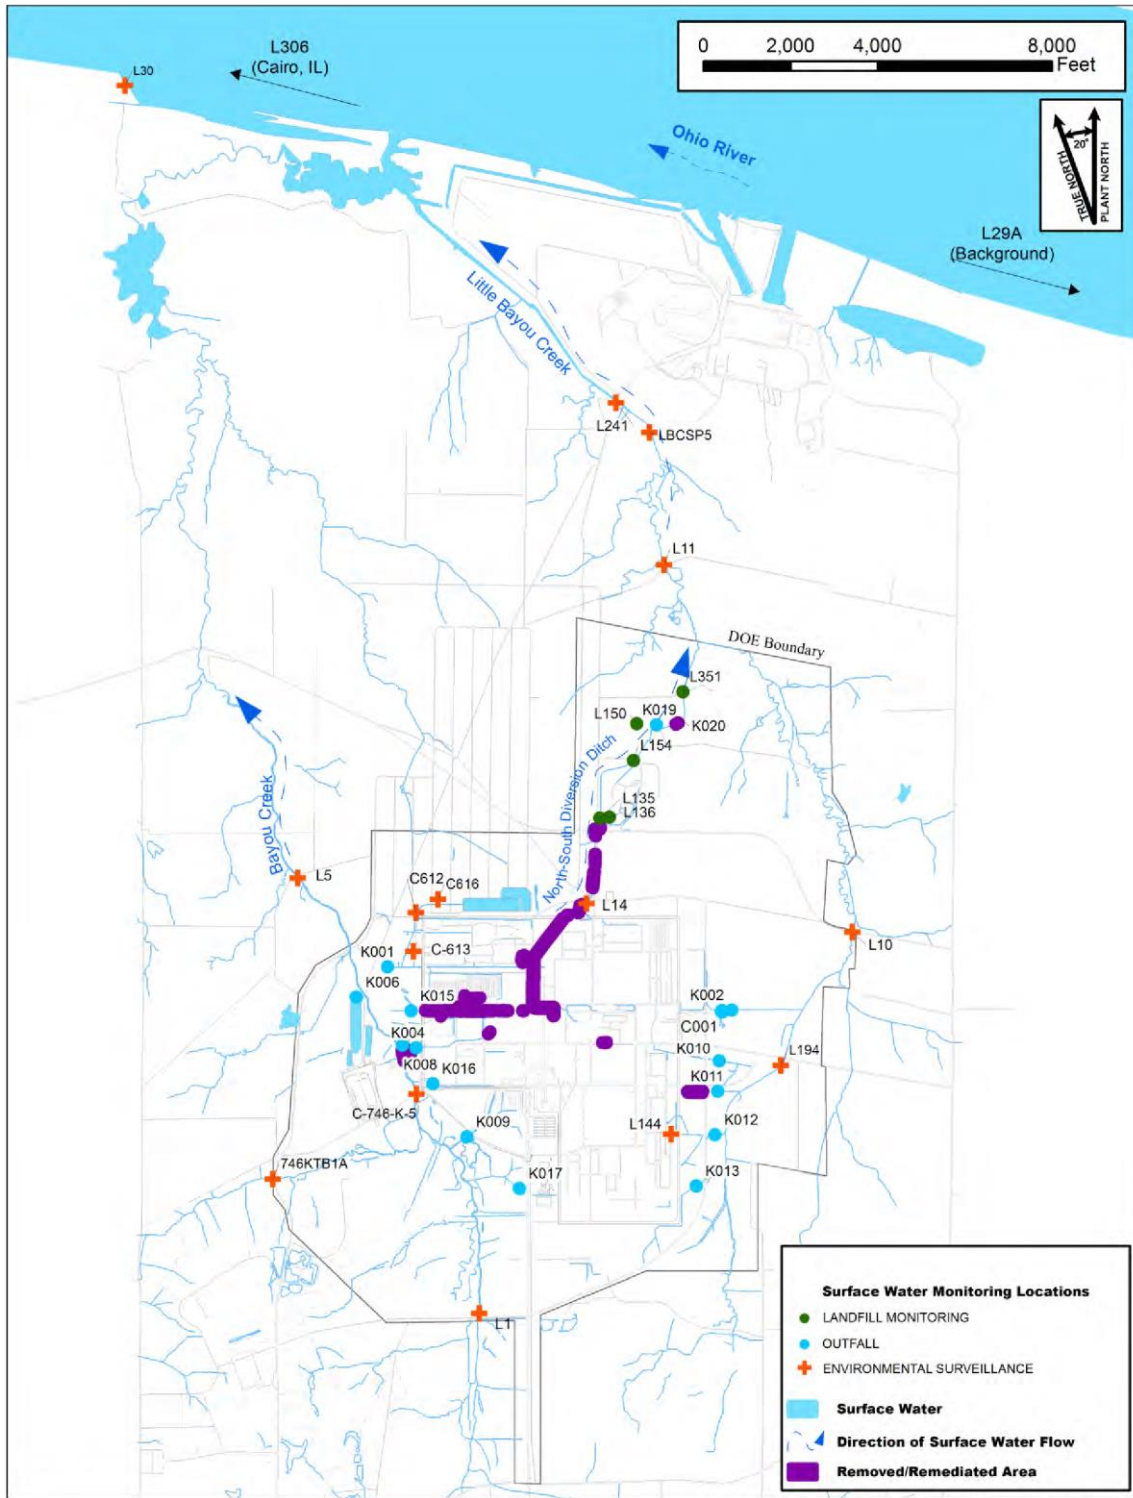 0 2,000 4,000 8,000
Feet
L306
(Cairo, IL)
L30
Ohio River
20°
TRUE NORTH
PLANT NORTH
L29A
(Background)
Little Bayou Creek
L241
LBCSP5
L11
DOE Boundary
L351
L150
K019
K020
L154
North-South Diversion Ditch
L135
L136
Bayou Creek
L5
C612
C616
L14
L10
K001
C-613
K006
K015
K002
C001
K004
K010
L194
K008
K011
K016
C-746-K-5
K009
L144
K012
746KTB1A
K017
K013
L1
Surface Water Monitoring Locations
LANDFILL MONITORING
OUTFALL
ENVIRONMENTAL SURVEILLANCE
Surface Water
Direction of Surface Water Flow
Removed/Remediated Area